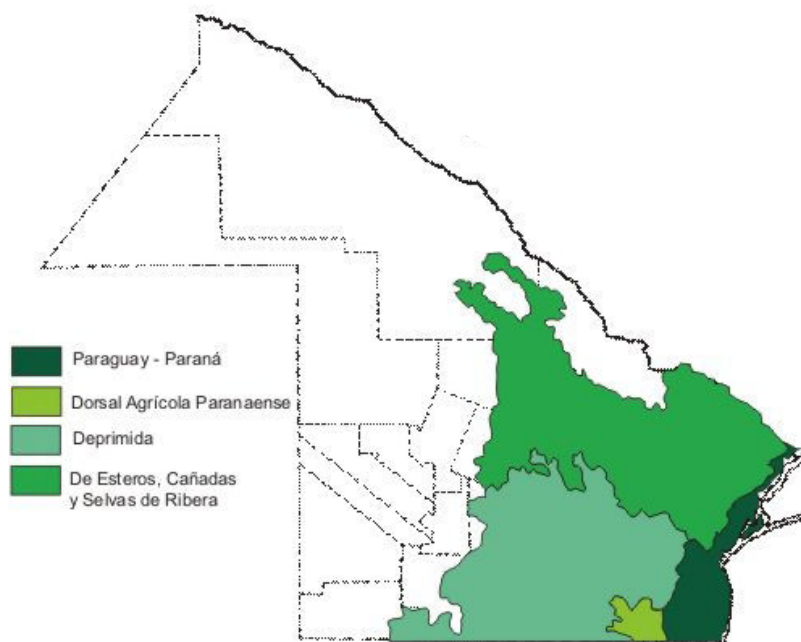 Paraguay - Paraná
Dorsal Agrícola Paranaense
Deprimida
De Esteros, Cañadas
y Selvas de Ribera